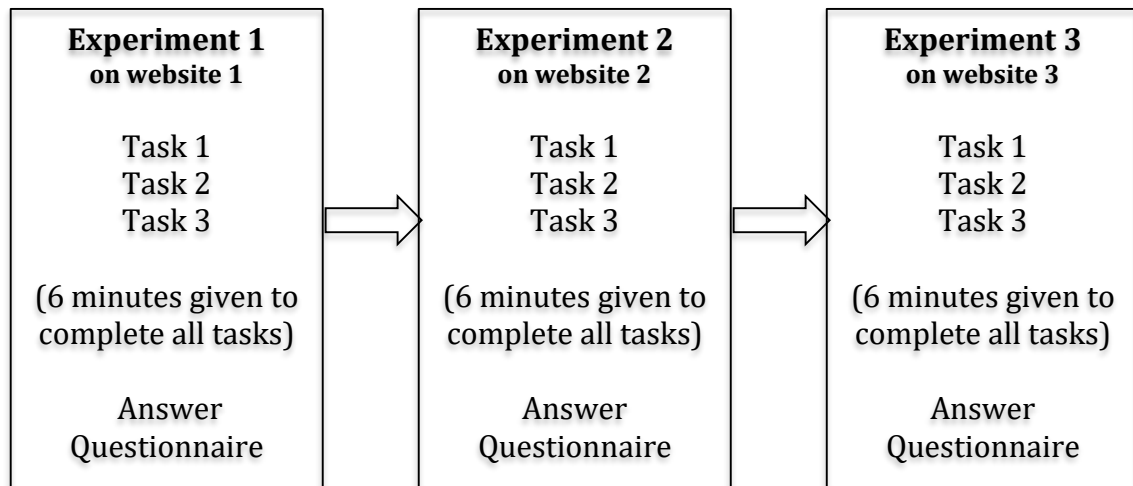 Experiment 1
on website 1
Task 1
Task 2
Task 3
(6 minutes given to
complete all tasks)
Answer
Questionnaire
Experiment 2
on website 2
Task 1
Task 2
Task 3
(6 minutes given to
complete all tasks)
Answer
Questionnaire
Experiment 3
on website 3
Task 1
Task 2
Task 3
(6 minutes given to
complete all tasks)
Answer
Questionnaire